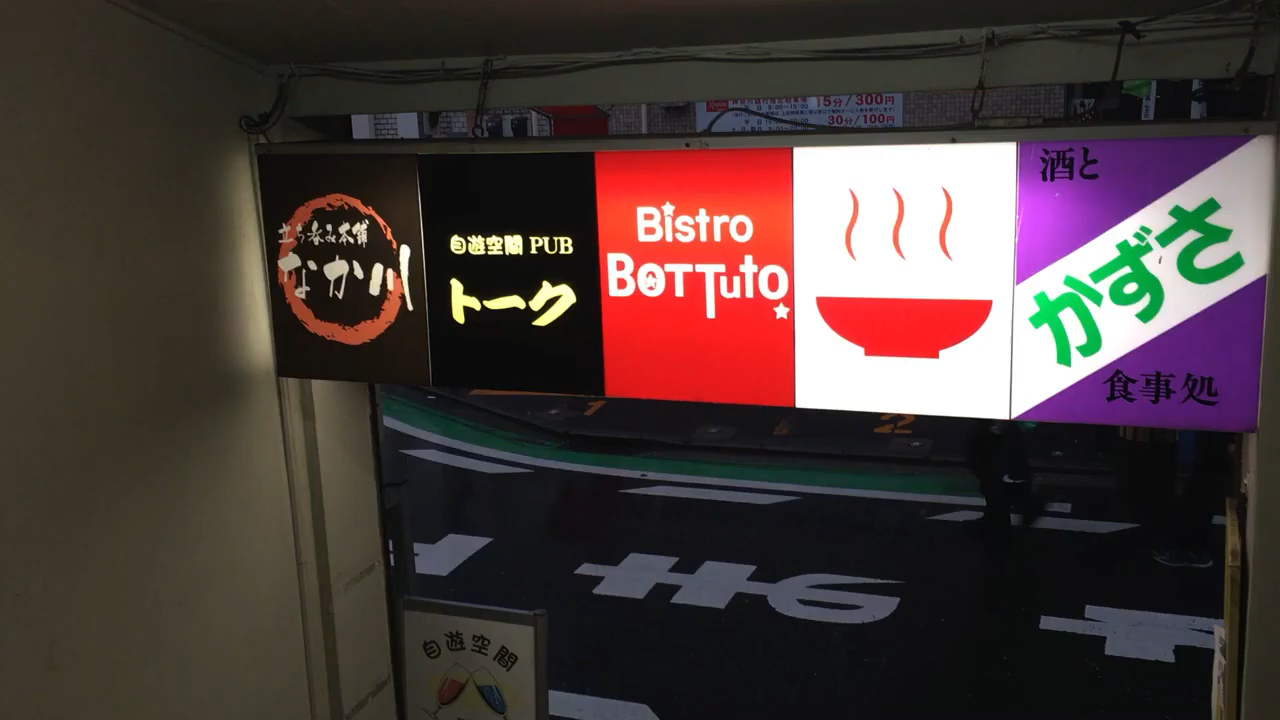 15分/300円
30分/100円
立ち呑み本舗
なか川
自遊空間 PUB
トーク
Bistro
BOTTUTO
酒と
かずさ
食事処
1
2
自遊空間